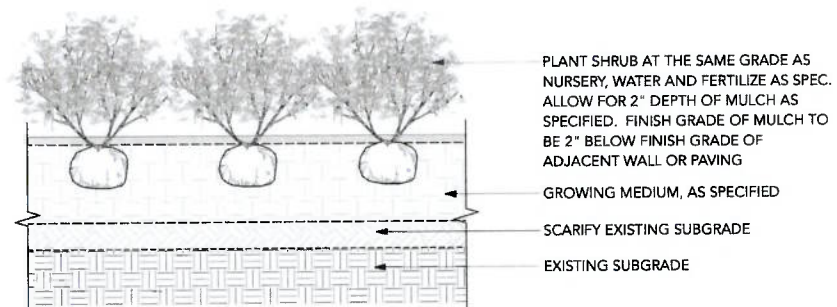 PLANT SHRUB AT THE SAME GRADE AS
NURSERY, WATER AND FERTILIZE AS SPEC.
ALLOW FOR 2" DEPTH OF MULCH AS
SPECIFIED. FINISH GRADE OF MULCH TO
BE 2" BELOW FINISH GRADE OF
ADJACENT WALL OR PAVING
GROWING MEDIUM, AS SPECIFIED
SCARIFY EXISTING SUBGRADE
EXISTING SUBGRADE